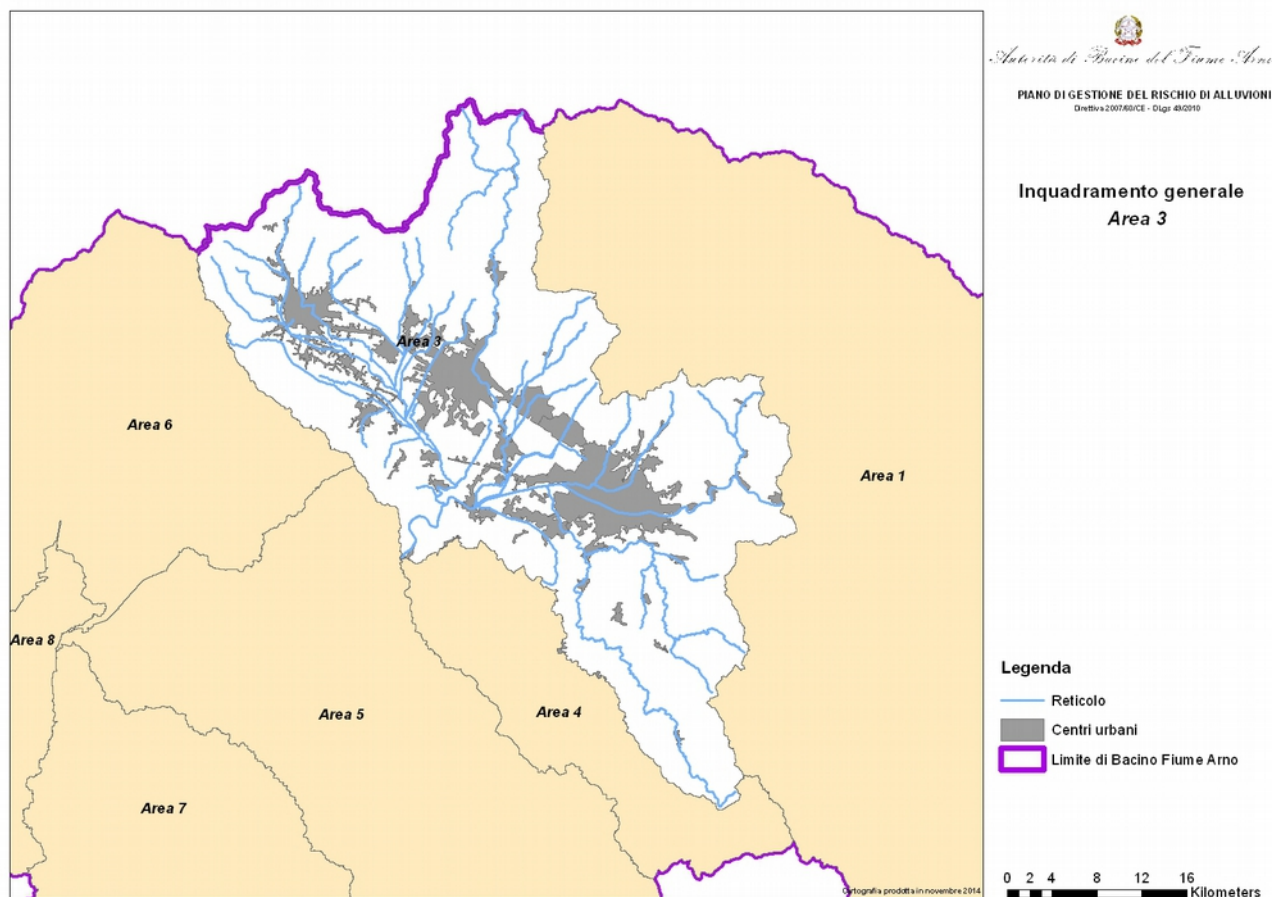 Autorità di Bacino del Fiume Arno
PIANO DI GESTIONE DEL RISCHIO DI ALLUVIONI
Direttiva 2007/60/CE - DLgs 49/2010
Inquadramento generale
Area 3
Area 3
Area 6
Area 1
Area 8
Area 5
Area 4
Area 7
Legenda
Reticolo
Centri urbani
Limite di Bacino Fiume Arno
Cartografia prodotta in novembre 2014
0 2 4 8 12 16
Kilometers